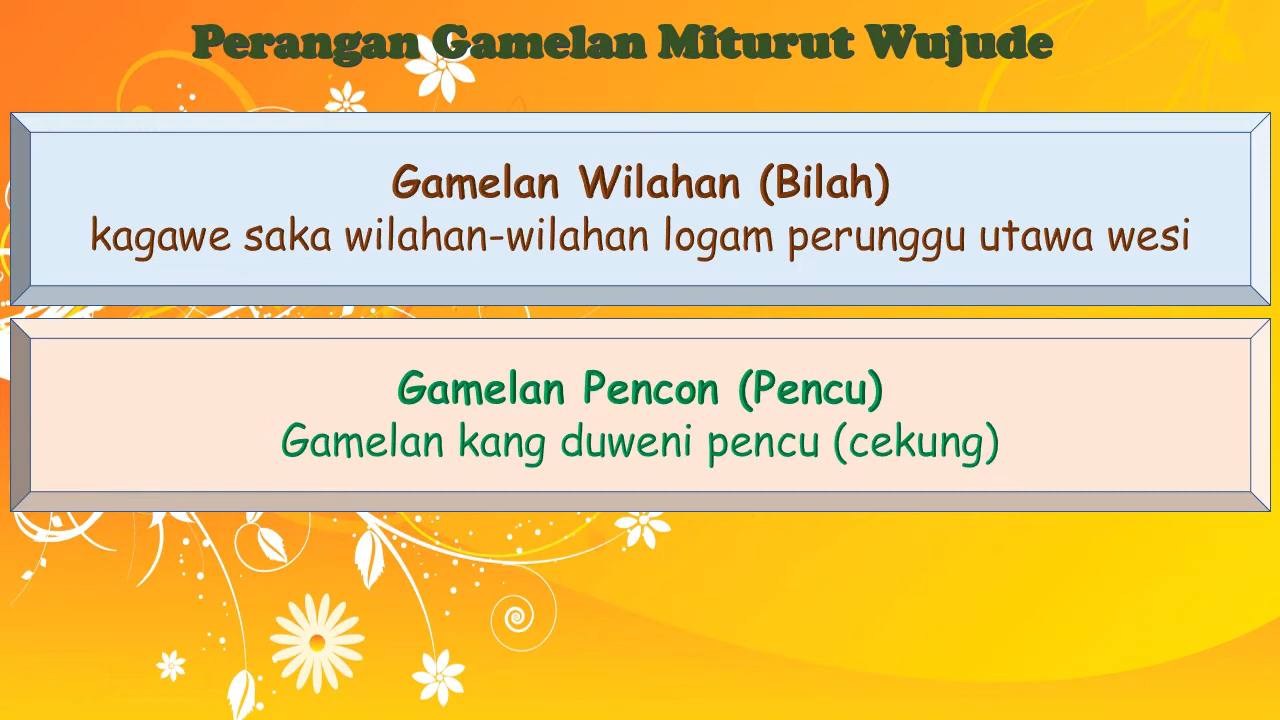 Perangan Gamelan Miturut Wujude
Gamelan Wilahan (Bilah)
kagawe saka wilahan-wilahan logam perunggu utawa wesi
Gamelan Pencon (Pencu)
Gamelan kang duweni pencu (cekung)